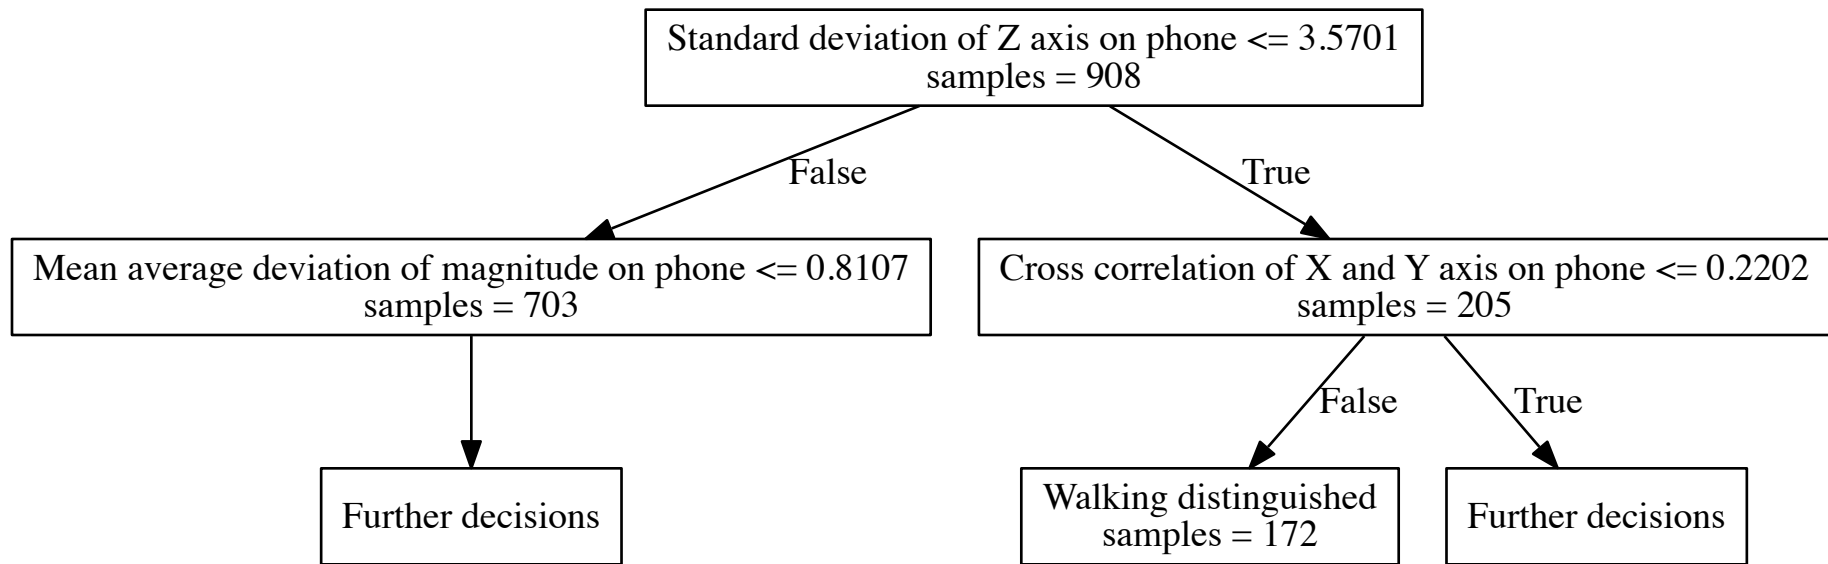 Standard deviation of Z axis on phone <= 3.5701
samples = 908
False
True
Mean average deviation of magnitude on phone <= 0.8107
samples = 703
Cross correlation of X and Y axis on phone <= 0.2202
samples = 205
False
True
Further decisions
Walking distinguished
samples = 172
Further decisions